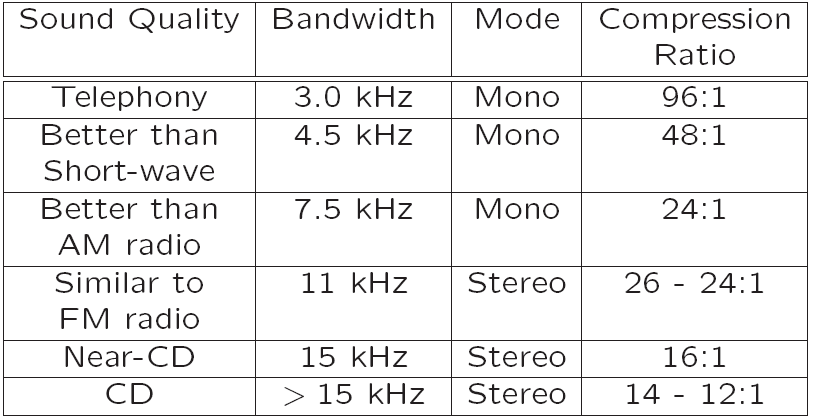 Sound Quality Bandwidth Mode Compression
Ratio
Telephony 3.0 kHz Mono 96:1
Better than 4.5 kHz Mono 48:1
Short-wave
Better than 7.5 kHz Mono 24:1
AM radio
Similar to 11 kHz Stereo 26 - 24:1
FM radio
Near-CD 15 kHz Stereo 16:1
CD > 15 kHz Stereo 14 - 12:1